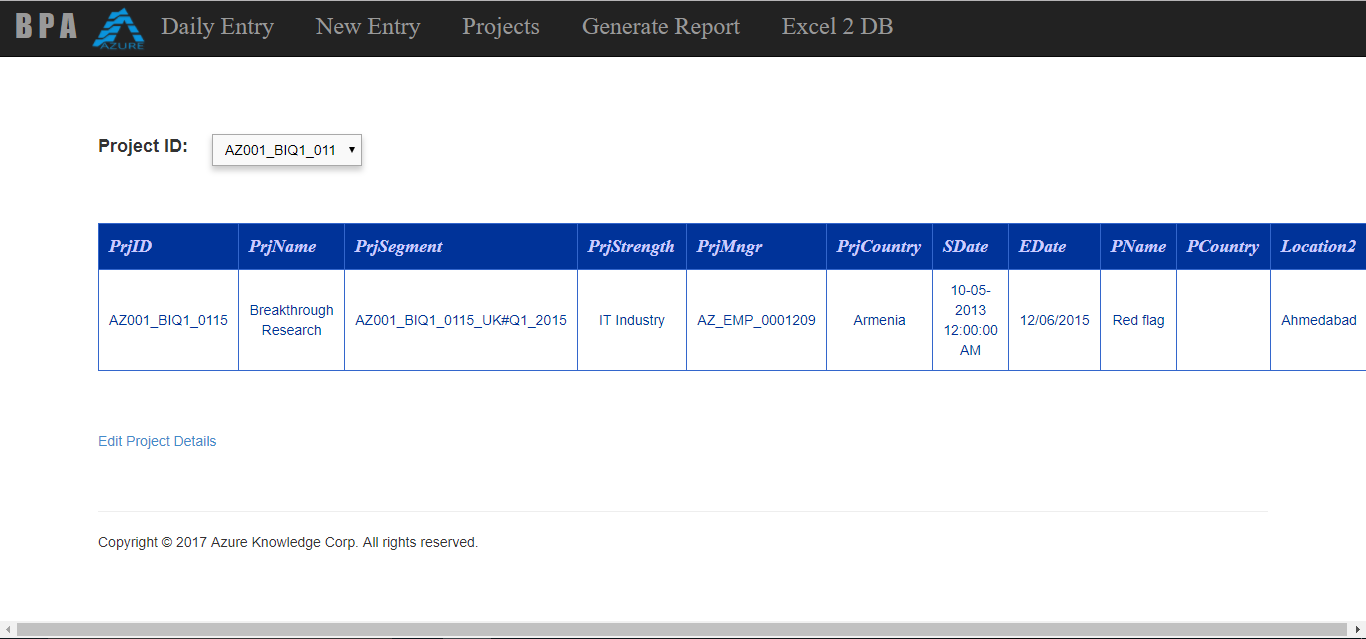 BPA AZURE Daily Entry New Entry Projects Generate Report Excel 2 DB
Project ID: AZ001_BIQ1_011
PrjID PrjName PrjSegment PrjStrength PrjMngr PrjCountry SDate EDate PName PCountry Location2
AZ001_BIQ1_0115 Breakthrough Research AZ001_BIQ1_0115_UK#Q1_2015 IT Industry AZ_EMP_0001209 Armenia 10-05-2013 12:00:00 AM 12/06/2015 Red flag Ahmedabad
Edit Project Details
Copyright © 2017 Azure Knowledge Corp. All rights reserved.